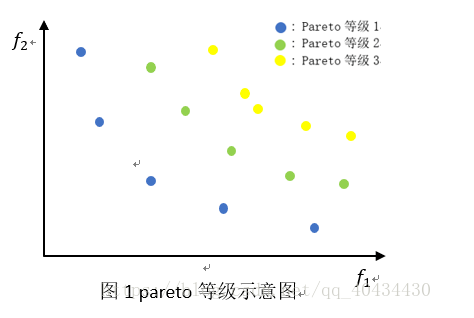 f₂
: Pareto 等级 1
: Pareto 等级 2
: Pareto 等级 3
f₁
图 1 pareto 等级示意图
https://blog.csdn.net/qq_40434430